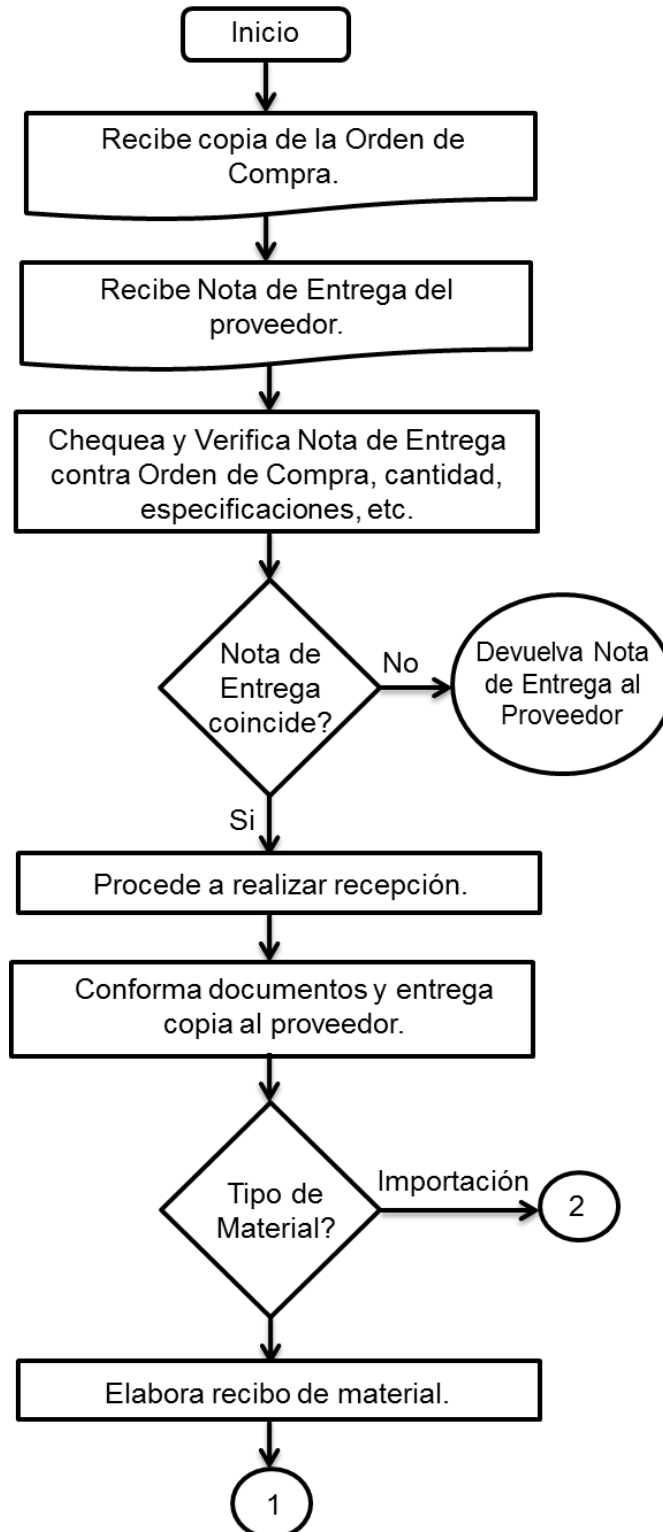 Inicio
Recibe copia de la Orden de
Compra.
Recibe Nota de Entrega del
proveedor.
Chequea y Verifica Nota de Entrega
contra Orden de Compra, cantidad,
especificaciones, etc.
Nota de
Entrega
coincide?
No
Devuelva Nota
de Entrega al
Proveedor
Si
Procede a realizar recepción.
Conforma documentos y entrega
copia al proveedor.
Tipo de
Material?
Importación
2
Elabora recibo de material.
1